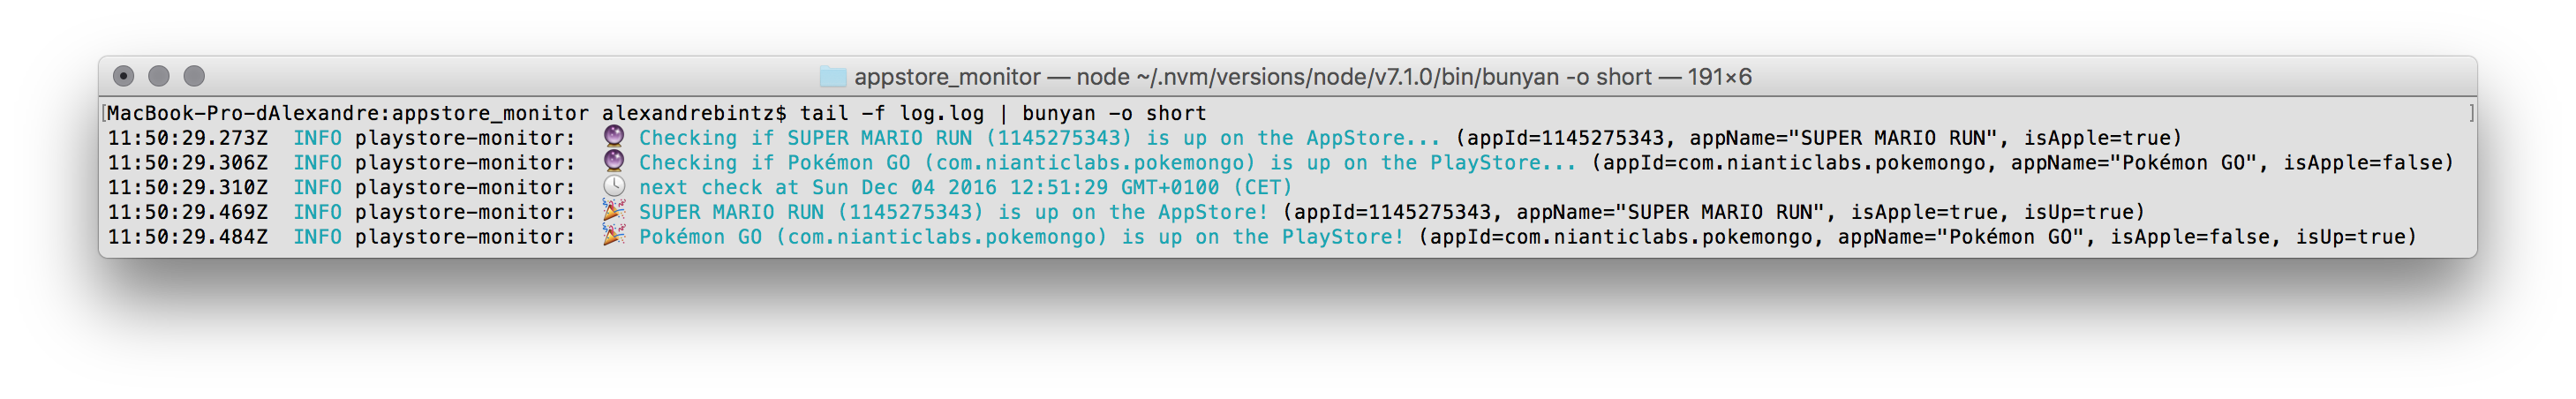 appstore_monitor — node ~/.nvm/versions/node/v7.1.0/bin/bunyan -o short — 191×6
[MacBook-Pro-dAlexandre:appstore_monitor alexandrebintz$ tail -f log.log | bunyan -o short ]
11:50:29.273Z  INFO playstore-monitor:  🔮 Checking if SUPER MARIO RUN (1145275343) is up on the AppStore... (appId=1145275343, appName="SUPER MARIO RUN", isApple=true)
11:50:29.306Z  INFO playstore-monitor:  🔮 Checking if Pokémon GO (com.nianticlabs.pokemongo) is up on the PlayStore... (appId=com.nianticlabs.pokemongo, appName="Pokémon GO", isApple=false)
11:50:29.310Z  INFO playstore-monitor:  🕓 next check at Sun Dec 04 2016 12:51:29 GMT+0100 (CET)
11:50:29.469Z  INFO playstore-monitor:  🎉 SUPER MARIO RUN (1145275343) is up on the AppStore! (appId=1145275343, appName="SUPER MARIO RUN", isApple=true, isUp=true)
11:50:29.484Z  INFO playstore-monitor:  🎉 Pokémon GO (com.nianticlabs.pokemongo) is up on the PlayStore! (appId=com.nianticlabs.pokemongo, appName="Pokémon GO", isApple=false, isUp=true)